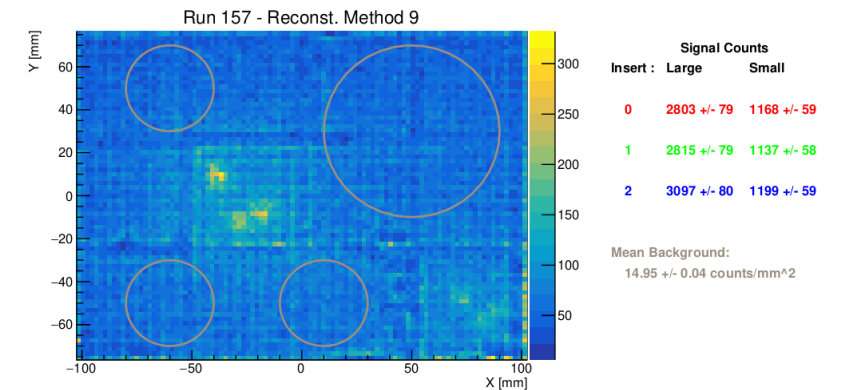 Run 157 - Reconst. Method 9
Y [mm]
60
40
20
0
−20
−40
−60
−100
−50
0
50
100
X [mm]
300
250
200
150
100
50
Signal Counts
Insert : Large Small
0 2803 +/- 79 1168 +/- 59
1 2815 +/- 79 1137 +/- 58
2 3097 +/- 80 1199 +/- 59
Mean Background:
14.95 +/- 0.04 counts/mm^2